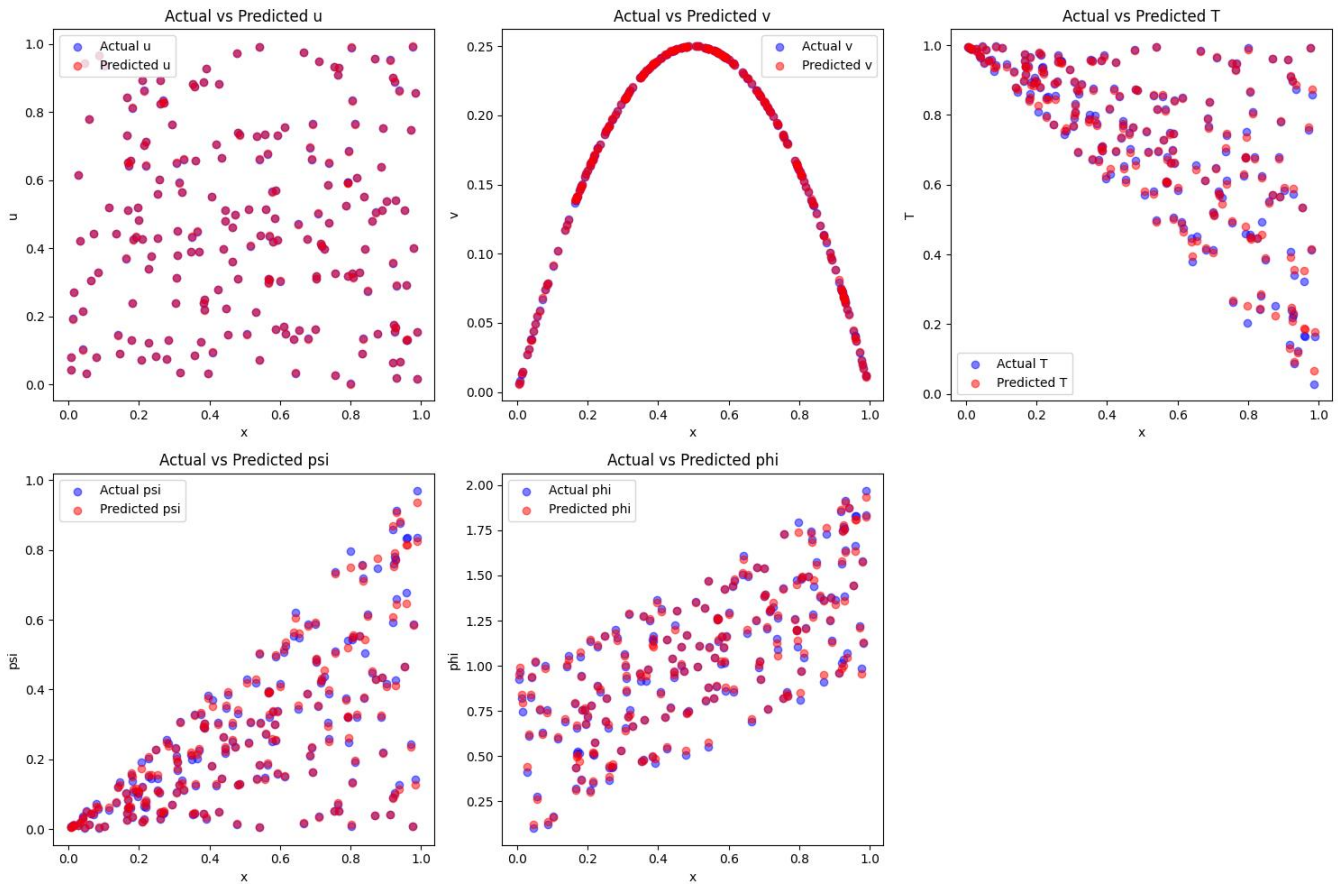 Actual vs Predicted u
1.0
0.8
0.6
0.4
0.2
0.0
u
Actual u
Predicted u
0.0 0.2 0.4 0.6 0.8 1.0
x
Actual vs Predicted v
0.25
0.20
0.15
0.10
0.05
0.00
v
Actual v
Predicted v
0.0 0.2 0.4 0.6 0.8 1.0
x
Actual vs Predicted T
1.0
0.8
0.6
0.4
0.2
0.0
T
Actual T
Predicted T
0.0 0.2 0.4 0.6 0.8 1.0
x
Actual vs Predicted psi
1.0
0.8
0.6
0.4
0.2
0.0
psi
Actual psi
Predicted psi
0.0 0.2 0.4 0.6 0.8 1.0
x
Actual vs Predicted phi
2.00
1.75
1.50
1.25
1.00
0.75
0.50
0.25
phi
Actual phi
Predicted phi
0.0 0.2 0.4 0.6 0.8 1.0
x